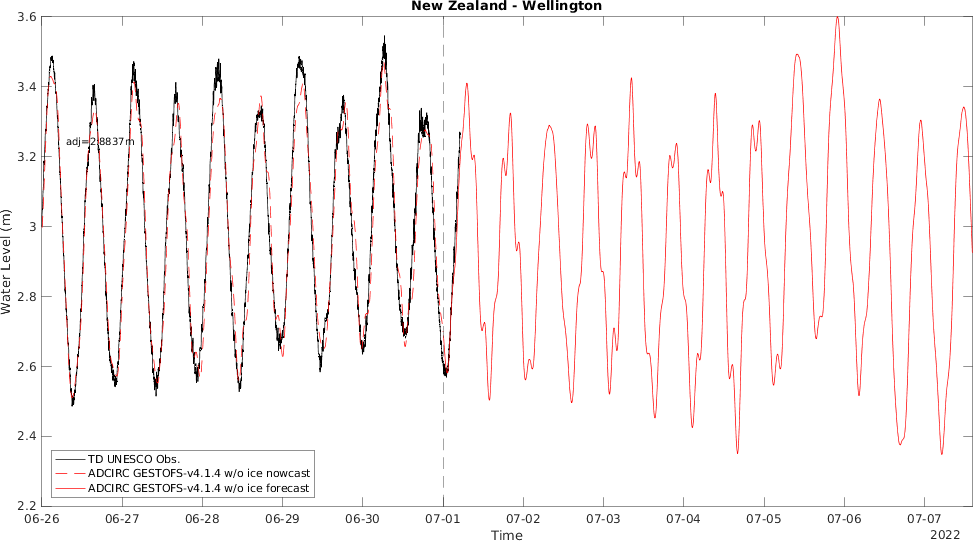 New Zealand - Wellington
3.6
3.4
3.2
3
2.8
2.6
2.4
2.2
Water Level (m)
adj=2.8837m
TD UNESCO Obs.
ADCIRC GESTOFS-v4.1.4 w/o ice nowcast
ADCIRC GESTOFS-v4.1.4 w/o ice forecast
06-26 06-27 06-28 06-29 06-30 07-01 07-02 07-03 07-04 07-05 07-06 07-07
Time
2022